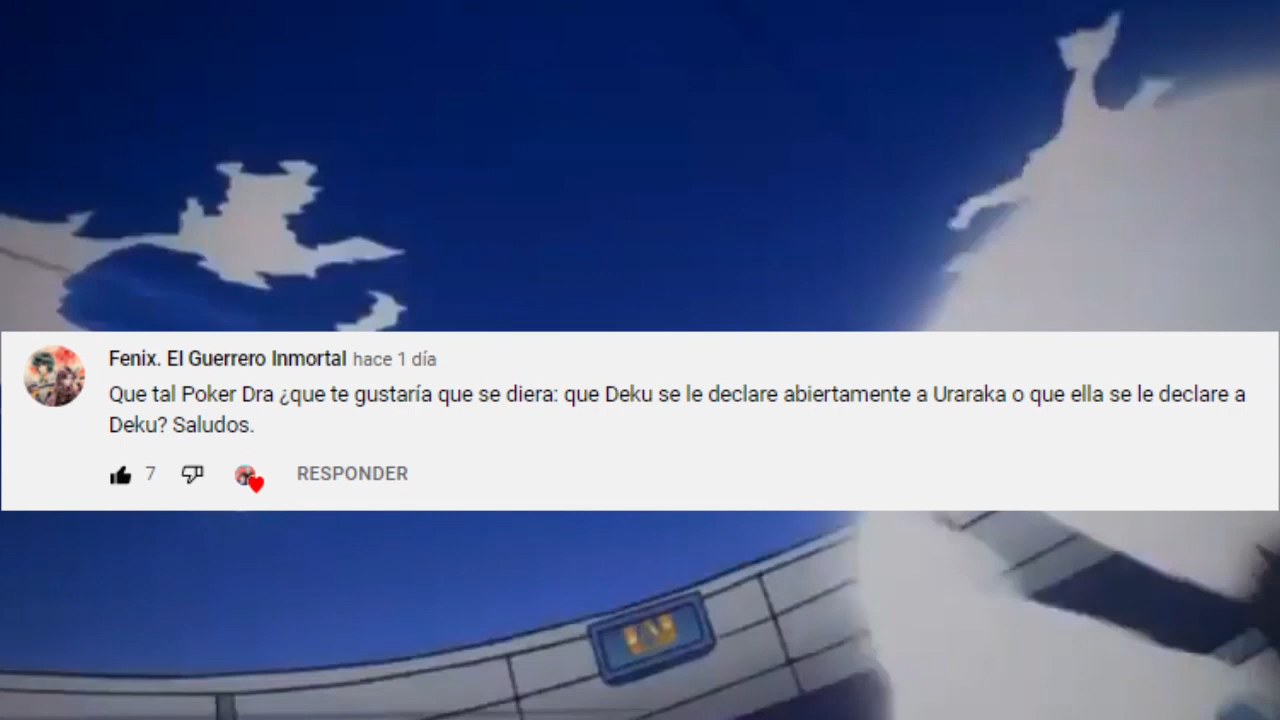 Fenix. El Guerrero Inmortal hace 1 día
Que tal Poker Dra ¿que te gustaría que se diera: que Deku se le declare abiertamente a Uraraka o que ella se le declare a
Deku? Saludos.
7 RESPONDER